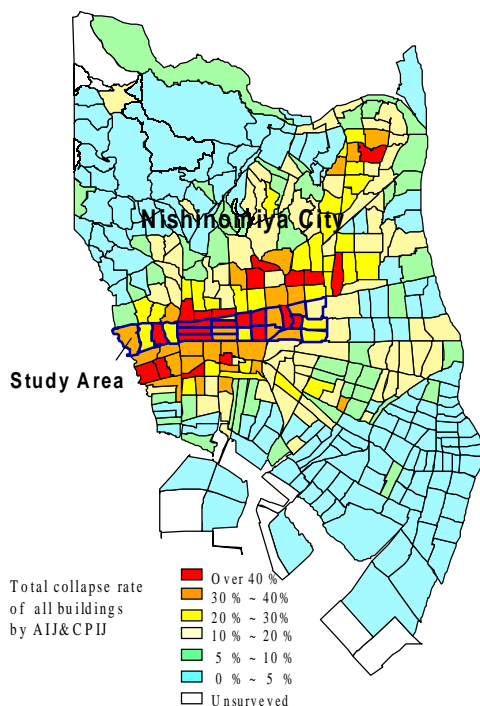 Nishinomiya City
Study Area
Total collapse rate
of all buildings
by AIJ&CPIJ
Over 40 %
30 % ~ 40%
20 % ~ 30%
10 % ~ 20%
5 % ~ 10 %
0 % ~ 5 %
Unsurveyed